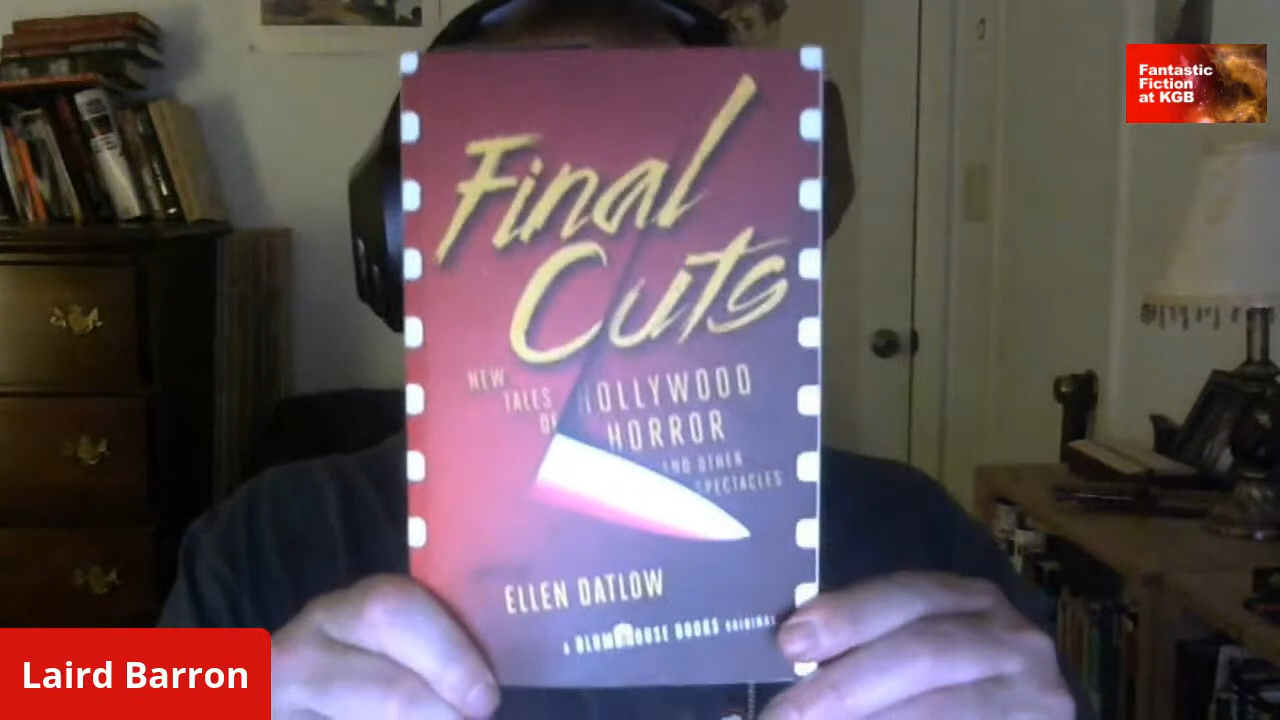 Fantastic
Fiction
at KGB
Final
Cuts
NEW
TALES
OF
HOLLYWOOD
HORROR
AND OTHER
SPECTACLES
ELLEN DATLOW
A BLUMHOUSE BOOKS ORIGINAL
Laird Barron